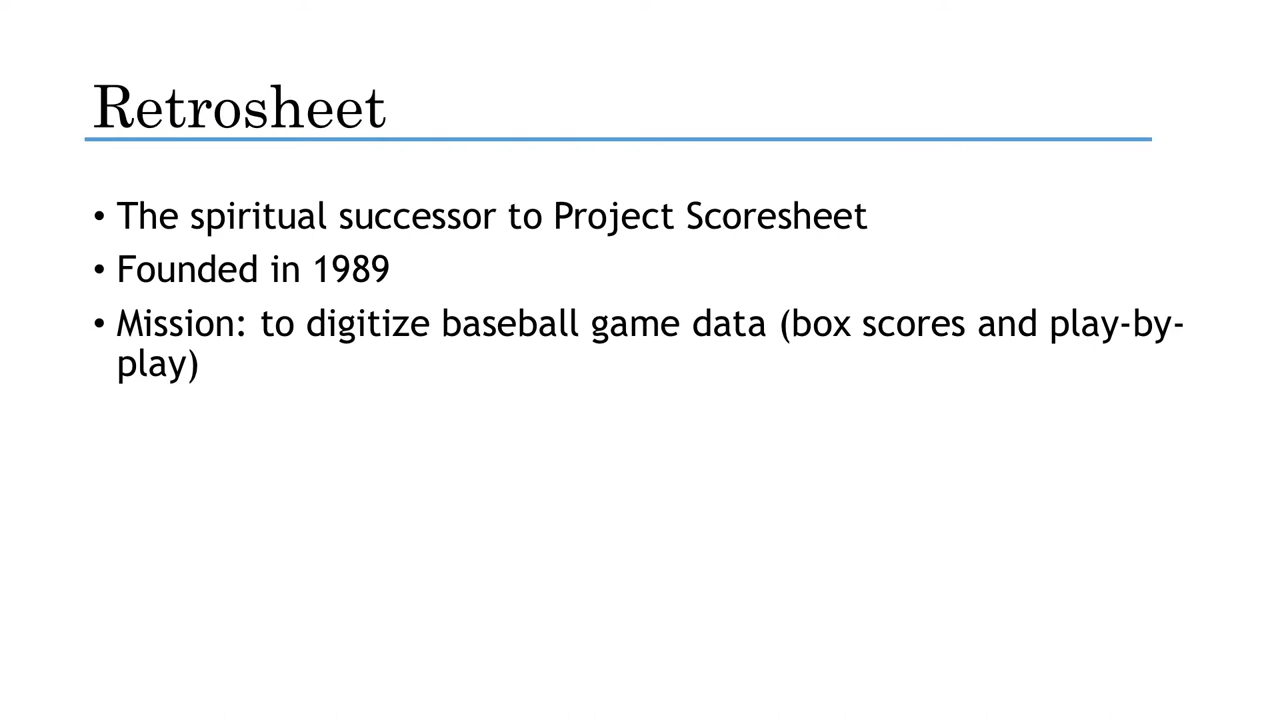 Retrosheet
• The spiritual successor to Project Scoresheet
• Founded in 1989
• Mission: to digitize baseball game data (box scores and play-by-
play)